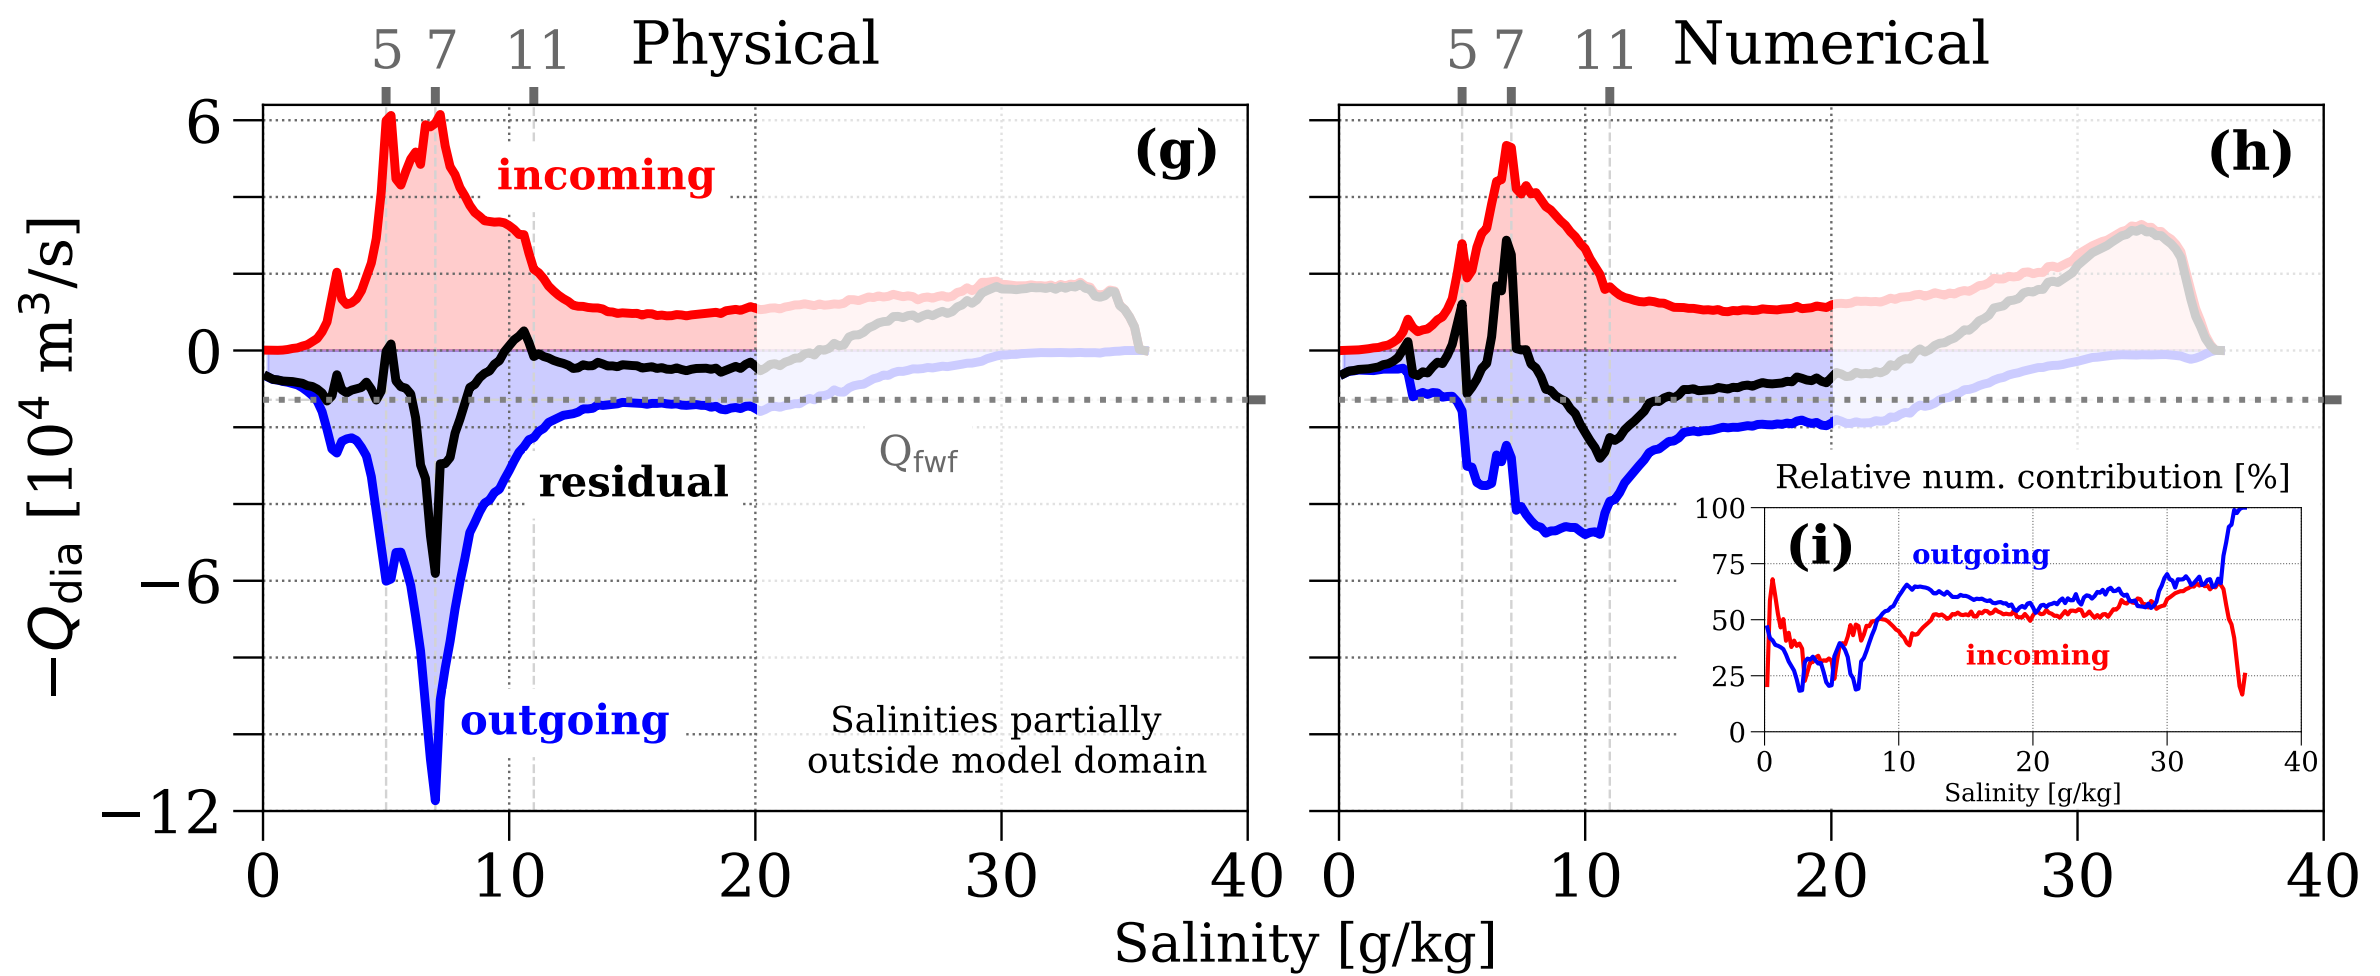 5 7 11 Physical
5 7 11 Numerical
6
0
−6
−12
−Qdia [10⁴ m³/s]
(g)
incoming
residual
outgoing
Qfwf
Salinities partially
outside model domain
0 10 20 30 40
(h)
Relative num. contribution [%]
100
75
50
25
0
(i)
outgoing
incoming
0 10 20 30 40
Salinity [g/kg]
0 10 20 30 40
Salinity [g/kg]